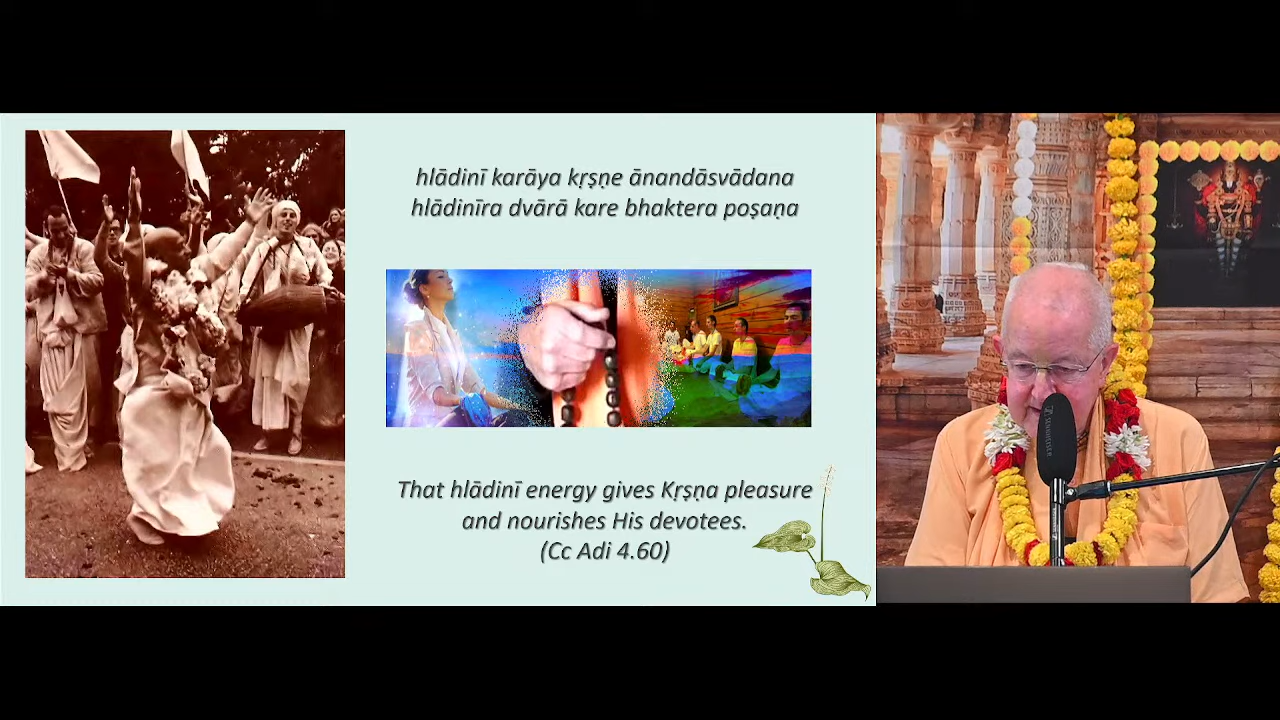 hlādinī karāya kṛṣṇe ānandāsvādana
hlādinīra dvārā kare bhaktera poṣaṇa
That hlādinī energy gives Kṛṣṇa pleasure
and nourishes His devotees.
(Cc Adi 4.60)